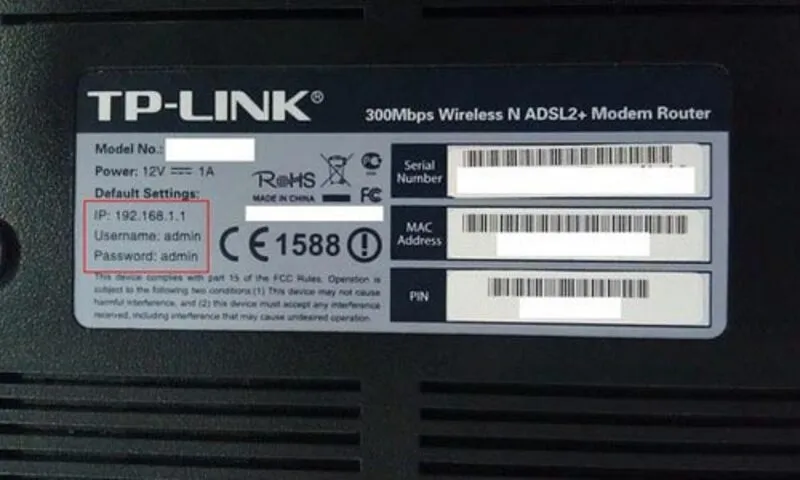 TP-LINK®
300Mbps Wireless N ADSL2+ Modem Router
Model No.:
Power: 12V ⎓ 1A
Default Settings:
IP: 192.168.1.1
Username: admin
Password: admin
RoHS
MADE IN CHINA
FC
CE1588
This device complies with part 15 of the FCC Rules. Operation is
subject to the following two conditions:(1) This device may not cause
harmful interference, and (2) this device must accept any interference
received, including interference that may cause undesired operation.
Serial
Number
MAC
Address
PIN